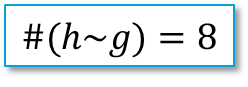 #(ℎ~𝑔) = 8